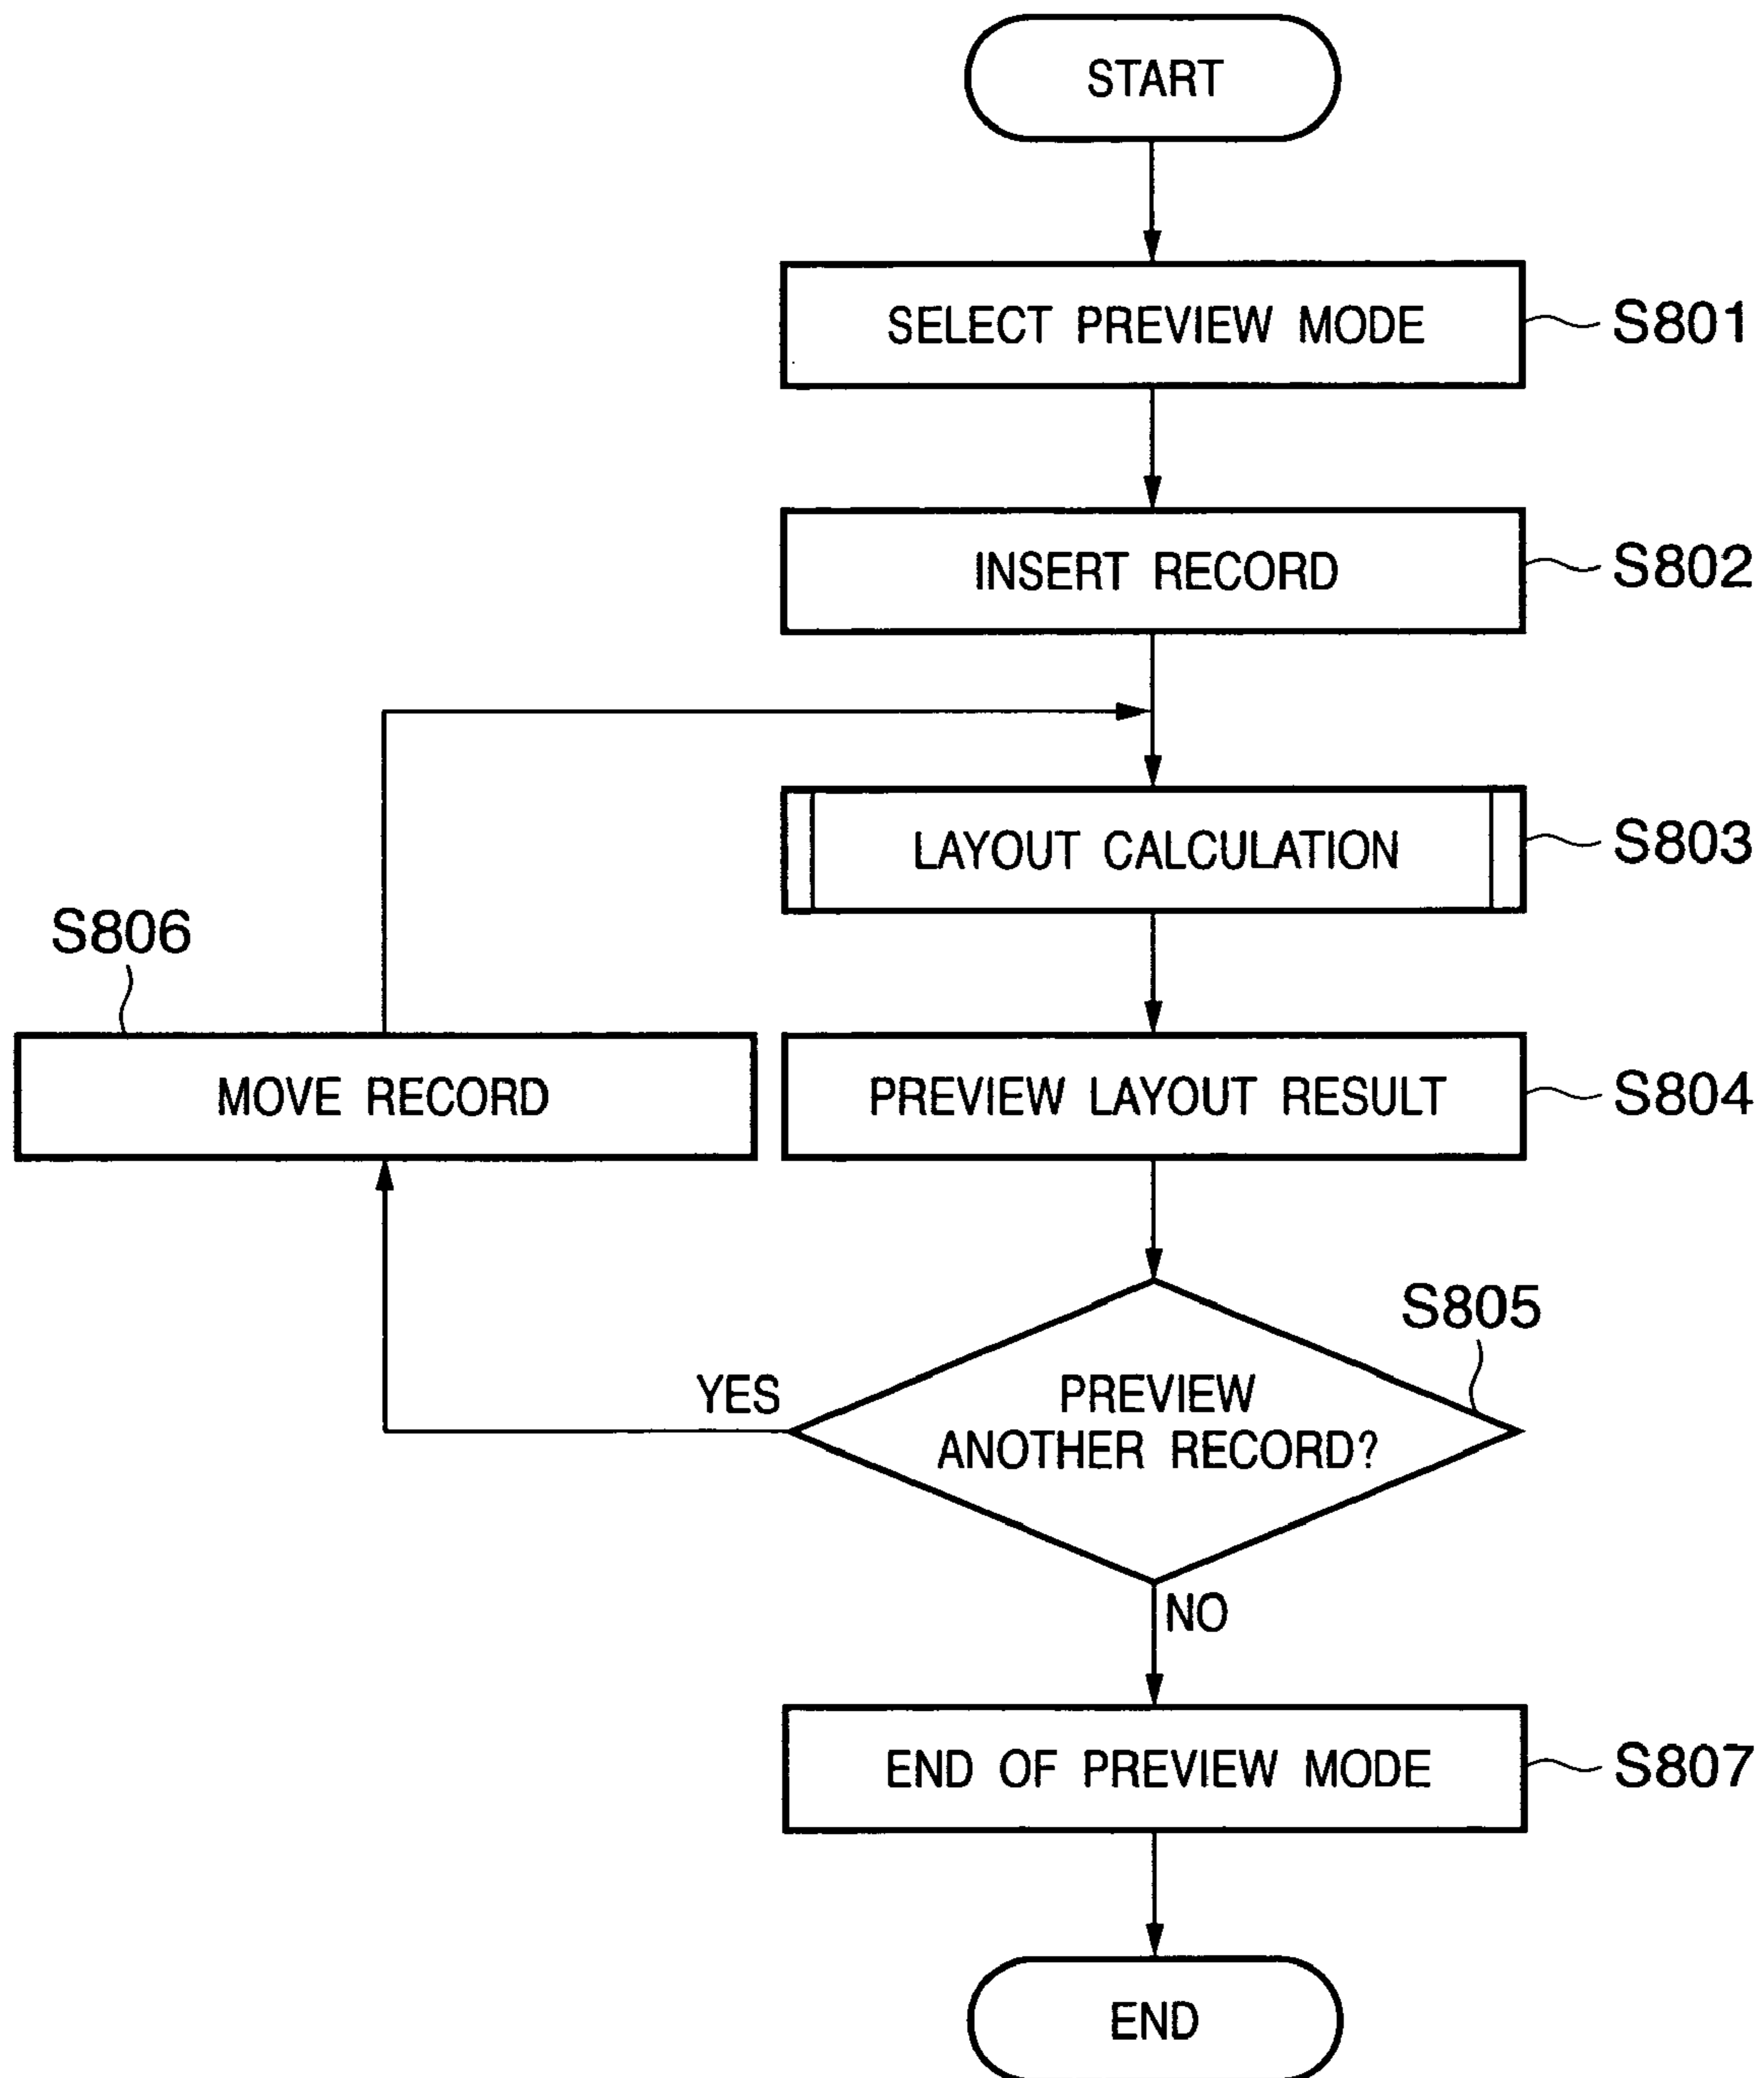 START
SELECT PREVIEW MODE
S801
INSERT RECORD
S802
LAYOUT CALCULATION
S803
S806
MOVE RECORD
PREVIEW LAYOUT RESULT
S804
S805
YES
PREVIEW
ANOTHER RECORD?
NO
END OF PREVIEW MODE
S807
END